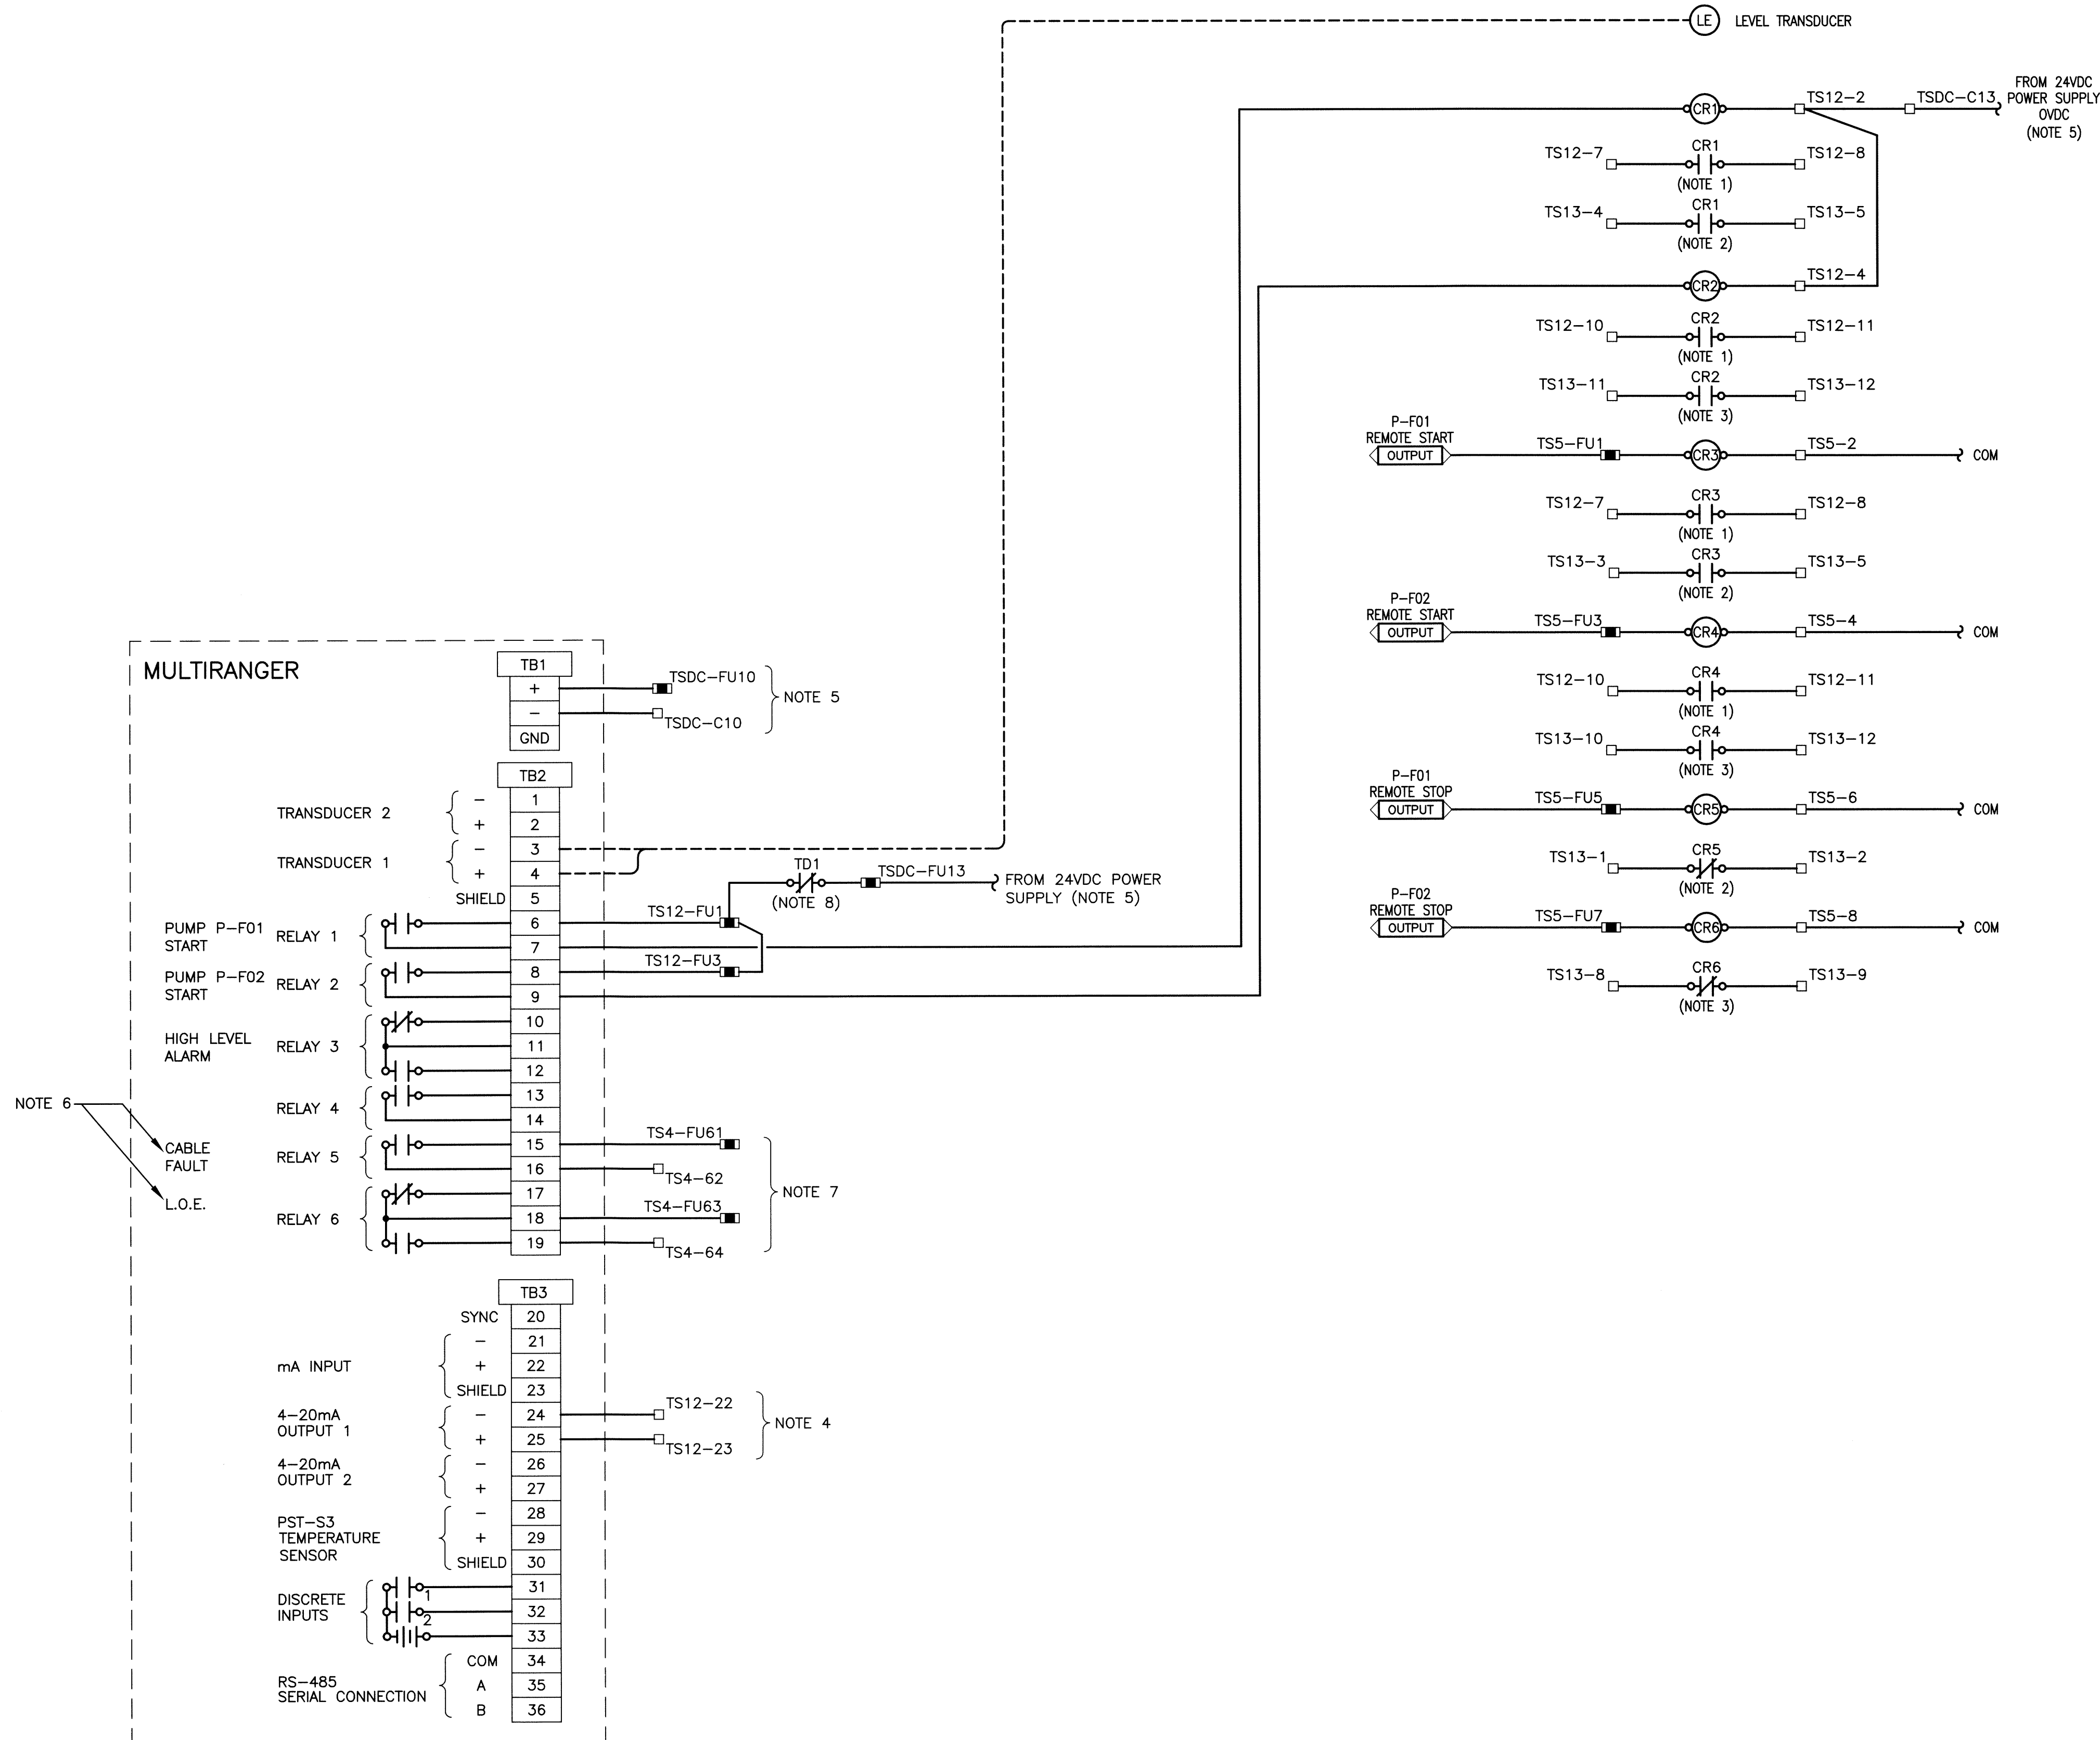 LE LEVEL TRANSDUCER
FROM 24VDC
POWER SUPPLY
0VDC
(NOTE 5)
CR1 TS12-2 TSDC-C13
TS12-7 CR1 TS12-8
(NOTE 1)
TS13-4 CR1 TS13-5
(NOTE 2)
CR2 TS12-4
TS12-10 CR2 TS12-11
(NOTE 1)
TS13-11 CR2 TS13-12
(NOTE 3)
P-F01
REMOTE START
OUTPUT TS5-FU1 CR3 TS5-2 COM
TS12-7 CR3 TS12-8
(NOTE 1)
TS13-3 CR3 TS13-5
(NOTE 2)
P-F02
REMOTE START
OUTPUT TS5-FU3 CR4 TS5-4 COM
TS12-10 CR4 TS12-11
(NOTE 1)
TS13-10 CR4 TS13-12
(NOTE 3)
P-F01
REMOTE STOP
OUTPUT TS5-FU5 CR5 TS5-6 COM
TS13-1 CR5 TS13-2
(NOTE 2)
P-F02
REMOTE STOP
OUTPUT TS5-FU7 CR6 TS5-8 COM
TS13-8 CR6 TS13-9
(NOTE 3)
MULTIRANGER
TB1
+ TSDC-FU10
- TSDC-C10
NOTE 5
GND
TB2
TRANSDUCER 2
- 1
+ 2
TRANSDUCER 1
- 3
+ 4
SHIELD 5
TD1
(NOTE 8)
TSDC-FU13
FROM 24VDC POWER
SUPPLY (NOTE 5)
PUMP P-F01
START
RELAY 1
6 TS12-FU1
7
PUMP P-F02
START
RELAY 2
8 TS12-FU3
9
HIGH LEVEL
ALARM
RELAY 3
10
11
12
RELAY 4
13
14
NOTE 6
CABLE
FAULT
RELAY 5
15 TS4-FU61
16 TS4-62
L.O.E.
RELAY 6
17
18 TS4-FU63
19 TS4-64
NOTE 7
TB3
SYNC 20
mA INPUT
- 21
+ 22
SHIELD 23
4-20mA
OUTPUT 1
- 24 TS12-22
+ 25 TS12-23
NOTE 4
4-20mA
OUTPUT 2
- 26
+ 27
PST-S3
TEMPERATURE
SENSOR
- 28
+ 29
SHIELD 30
DISCRETE
INPUTS
1 31
2 32
33
RS-485
SERIAL CONNECTION
COM 34
A 35
B 36